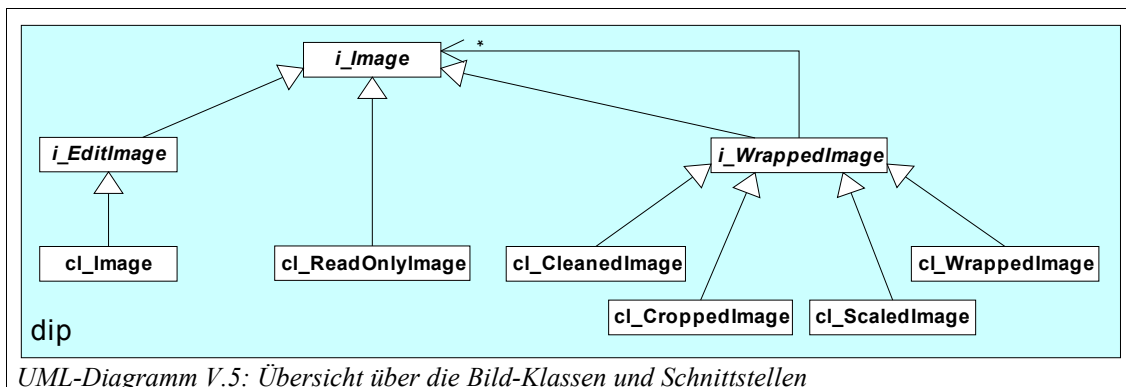 i_Image
*
i_EditImage
i_WrappedImage
cl_Image
cl_ReadOnlyImage
cl_CleanedImage
cl_WrappedImage
cl_CroppedImage
cl_ScaledImage
dip
UML-Diagramm V.5: Übersicht über die Bild-Klassen und Schnittstellen